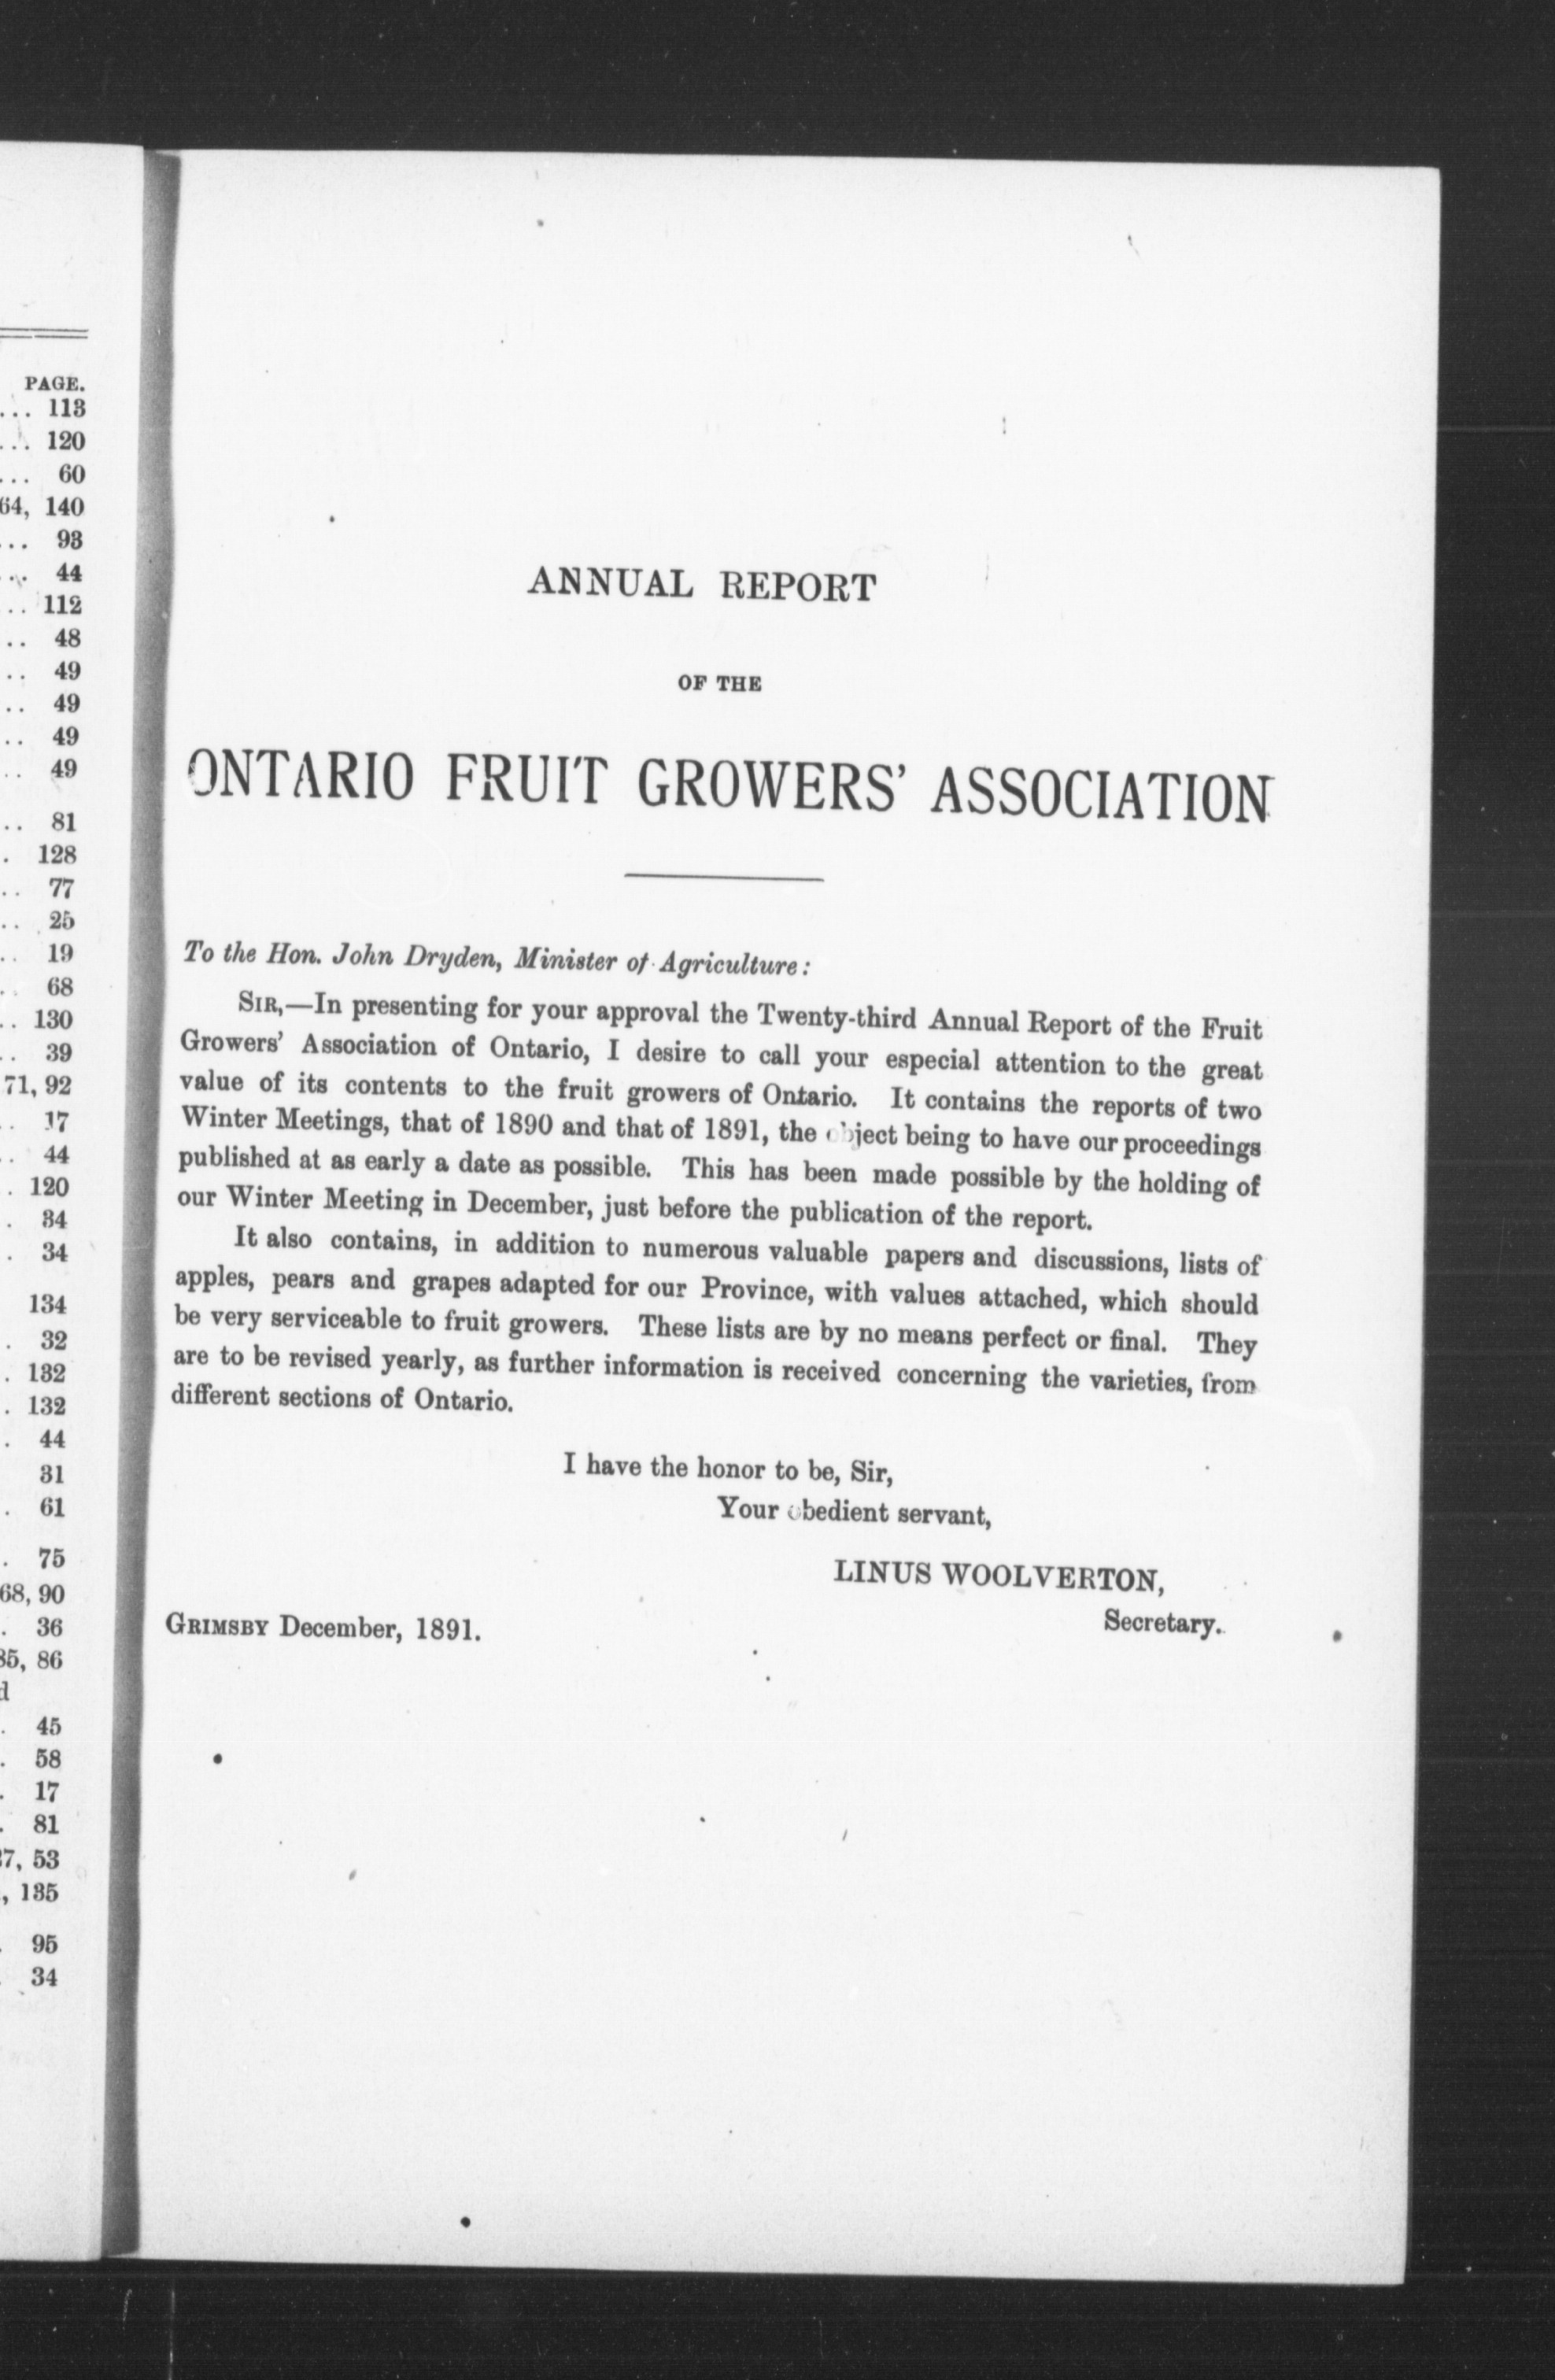 PAGE.
... 113
... 120
... 60
64, 140
... 93
... 44
.. 112
.. 48
.. 49
.. 49
.. 49
.. 49
.. 81
. 128
.. 77
.. 25
.. 19
.. 68
.. 130
.. 39
71, 92
.. 17
.. 44
. 120
. 34
. 34
134
. 32
. 132
. 132
. 44
31
. 61
. 75
68, 90
. 36
35, 86
d
. 45
. 58
. 17
. 81
37, 53
, 135
. 95
. 34
ANNUAL REPORT
OF THE
ONTARIO FRUIT GROWERS' ASSOCIATION
To the Hon. John Dryden, Minister of Agriculture:
SIR,—In presenting for your approval the Twenty-third Annual Report of the Fruit
Growers' Association of Ontario, I desire to call your especial attention to the great
value of its contents to the fruit growers of Ontario. It contains the reports of two
Winter Meetings, that of 1890 and that of 1891, the object being to have our proceedings
published at as early a date as possible. This has been made possible by the holding of
our Winter Meeting in December, just before the publication of the report.
It also contains, in addition to numerous valuable papers and discussions, lists of
apples, pears and grapes adapted for our Province, with values attached, which should
be very serviceable to fruit growers. These lists are by no means perfect or final. They
are to be revised yearly, as further information is received concerning the varieties, from
different sections of Ontario.
I have the honor to be, Sir,
Your obedient servant,
LINUS WOOLVERTON,
Secretary.
GRIMSBY December, 1891.